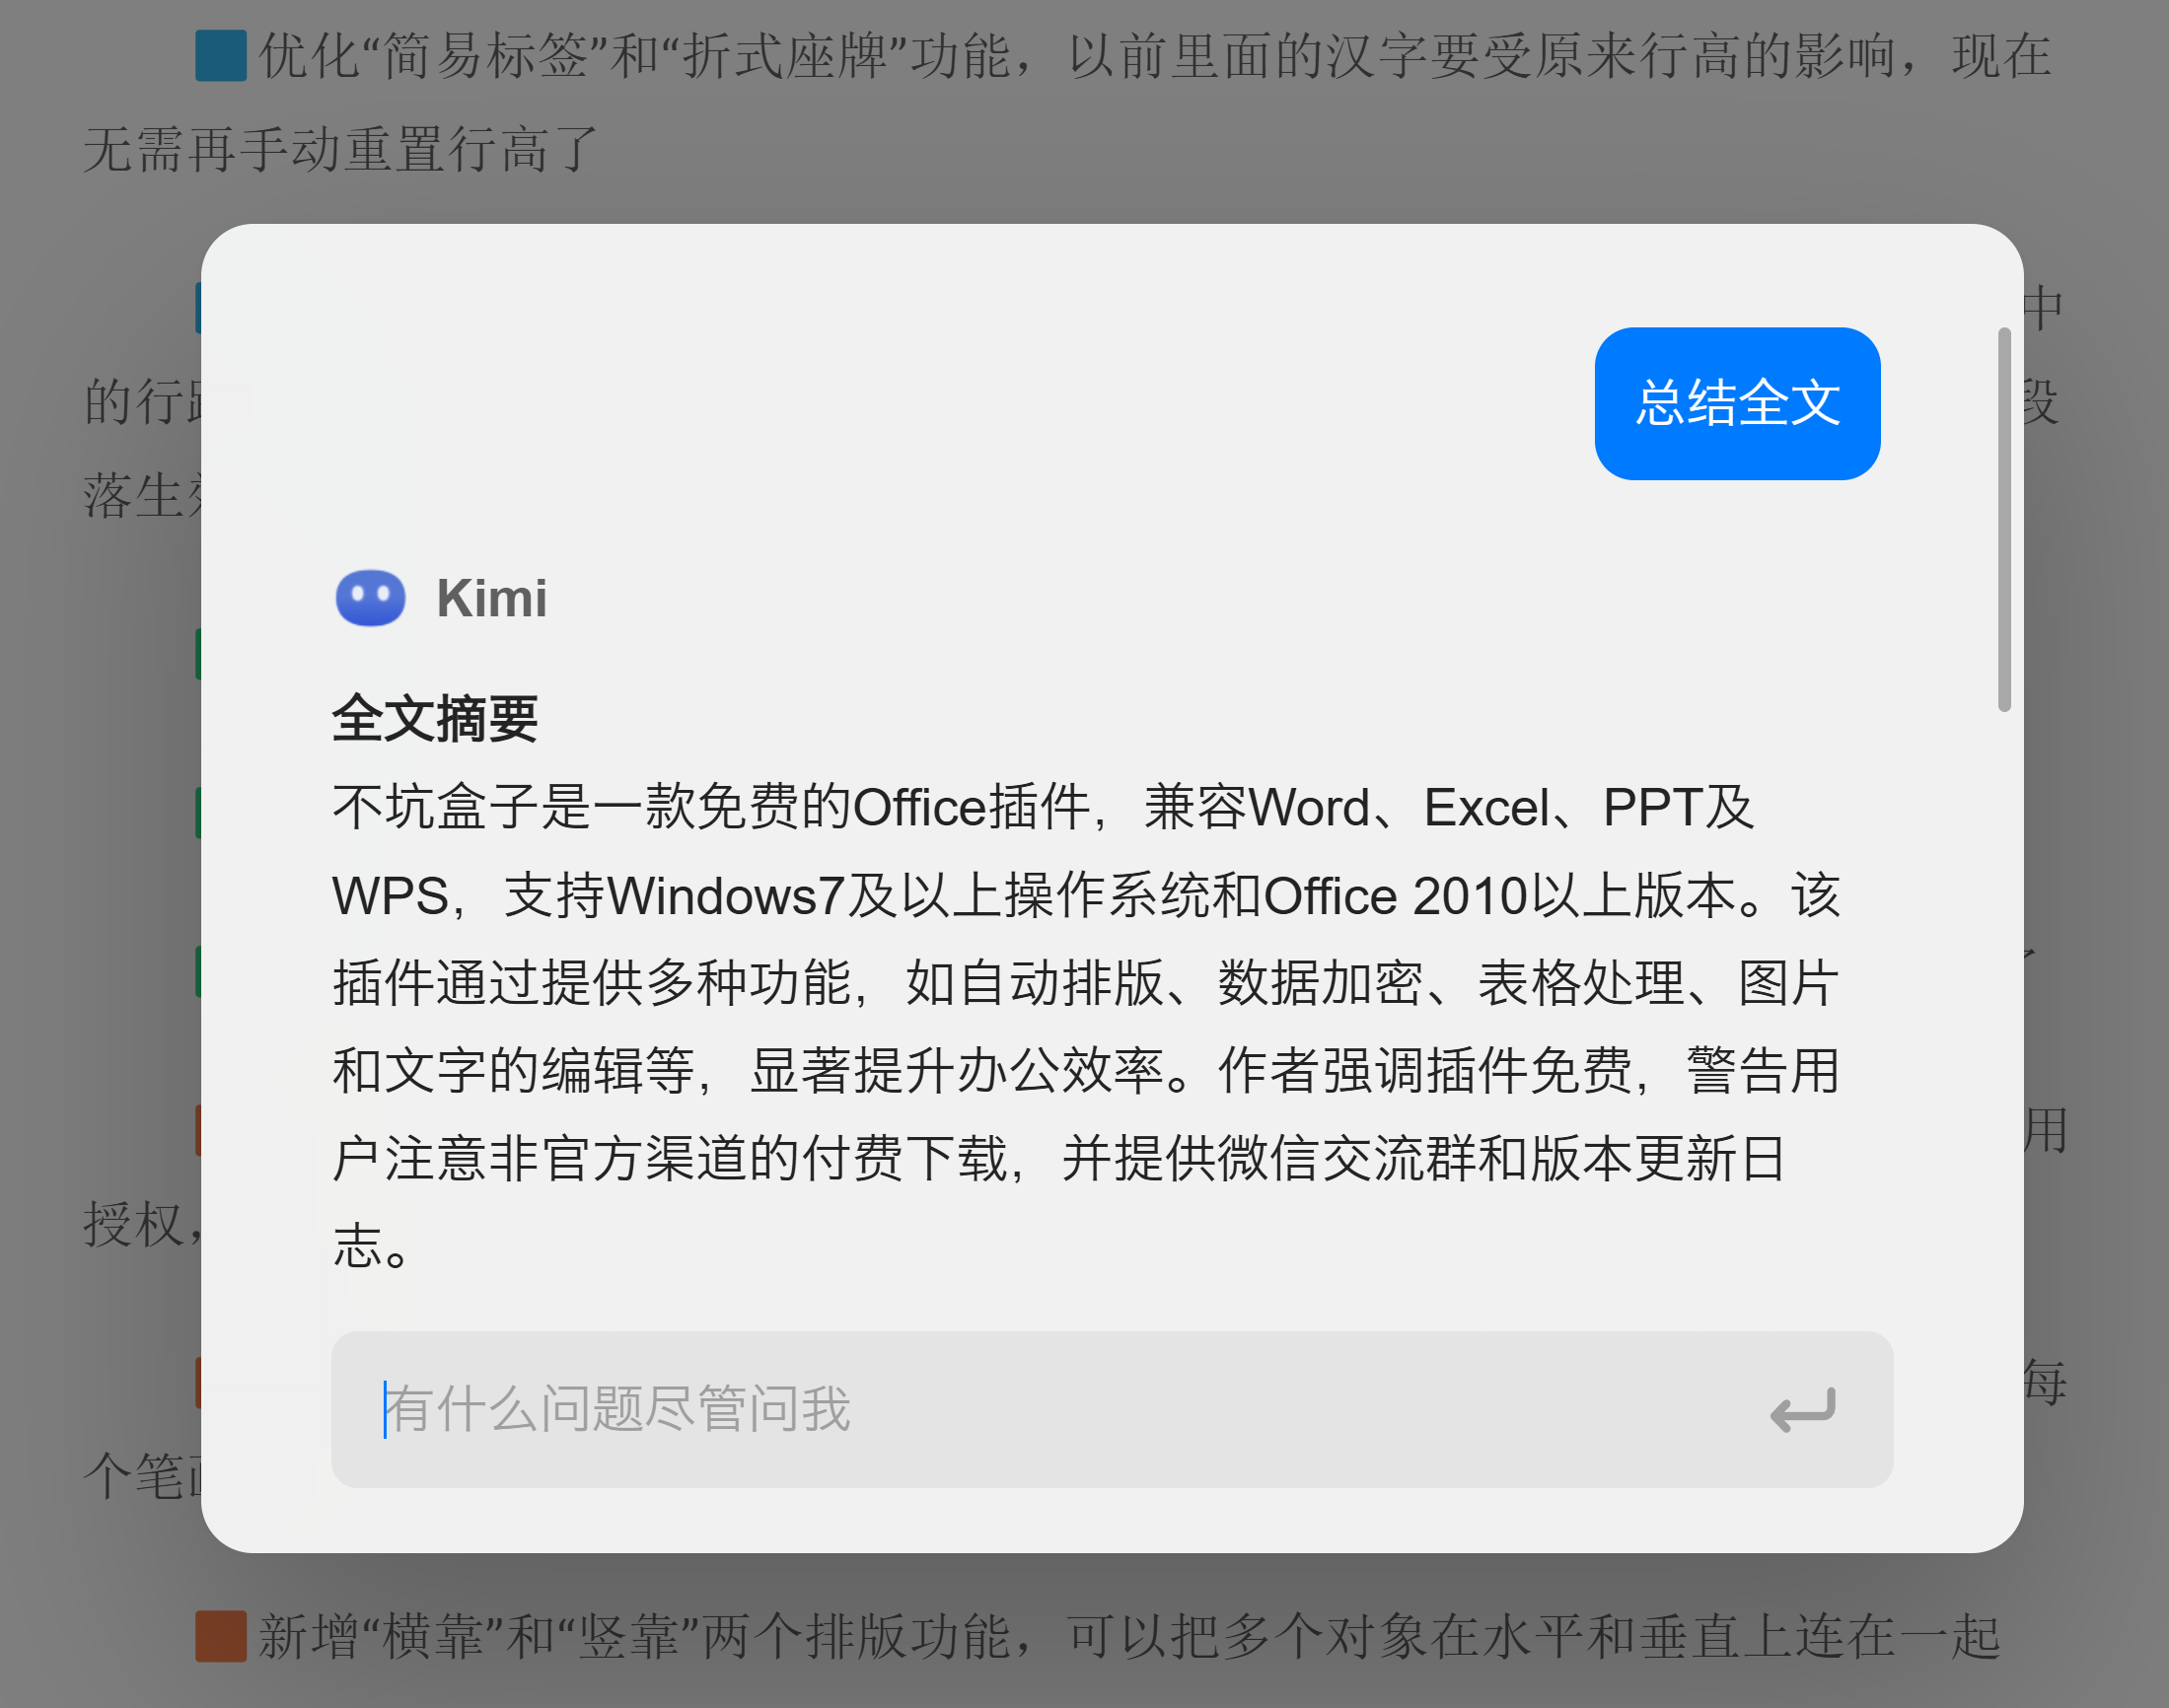 优化“简易标签”和“折式座牌”功能，以前里面的汉字要受原来行高的影响，现在
无需再手动重置行高了
中
的行
段
落生
总结全文
Kimi
全文摘要
不坑盒子是一款免费的Office插件，兼容Word、Excel、PPT及
WPS，支持Windows7及以上操作系统和Office 2010以上版本。该
插件通过提供多种功能，如自动排版、数据加密、表格处理、图片
和文字的编辑等，显著提升办公效率。作者强调插件免费，警告用
户注意非官方渠道的付费下载，并提供微信交流群和版本更新日
志。
用
授权，
有什么问题尽管问我
每
个笔
新增“横靠”和“竖靠”两个排版功能，可以把多个对象在水平和垂直上连在一起